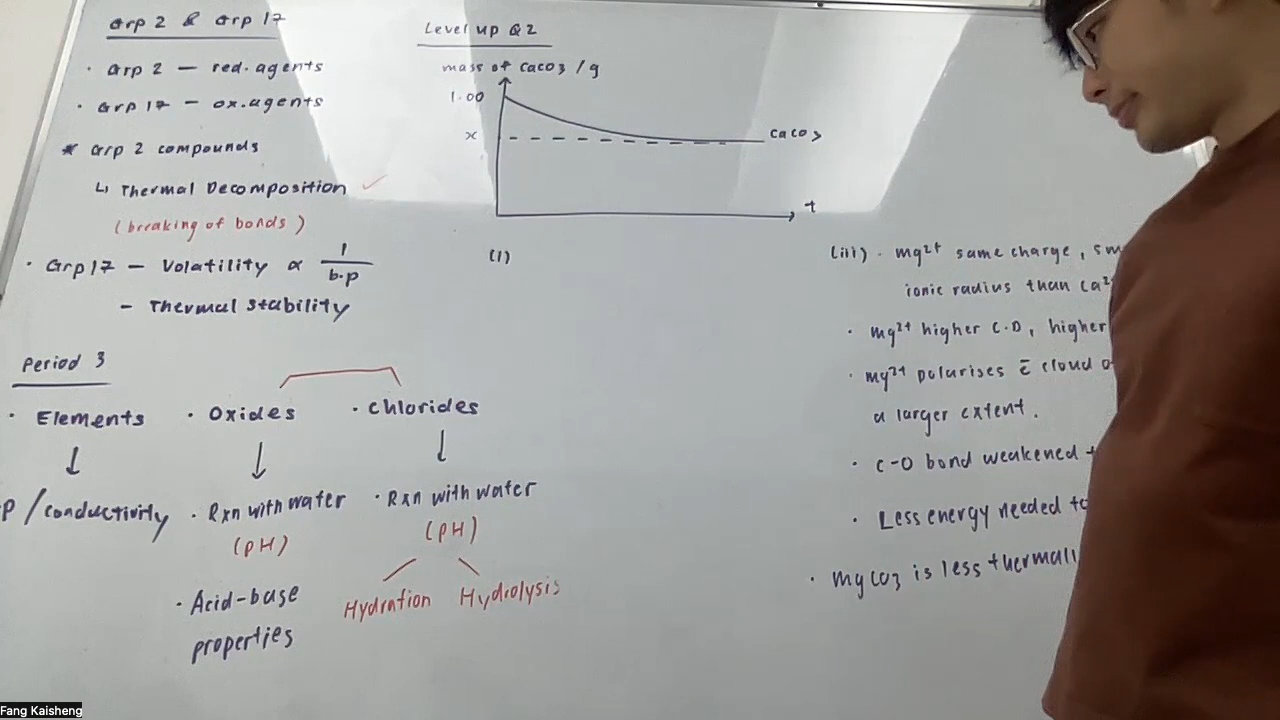 Grp 2 & Grp 17
· Grp 2 — red. agents
· Grp 17 — ox. agents
* Grp 2 compounds
↳ Thermal Decomposition ✓
(breaking of bonds)
· Grp 17 — Volatility ∝ 1/b.p
— Thermal stability
Period 3
· Elements
↓
P / conductivity
· Oxides
↓
· Rxn with water
(pH)
· Acid-base
properties
· Chlorides
↓
· Rxn with water
(pH)
Hydration Hydrolysis
Level up Q2
mass of CaCO3 / g
1.00
x
CaCO3
t
(i)
(iii) · Mg2+ same charge,
ionic radius than Ca2
· Mg2+ higher C.D, higher
· Mg2+ polarises ē cloud
a larger extent.
· C-O bond weakened
· Less energy needed to
· MgCO3 is less
Fang Kaisheng